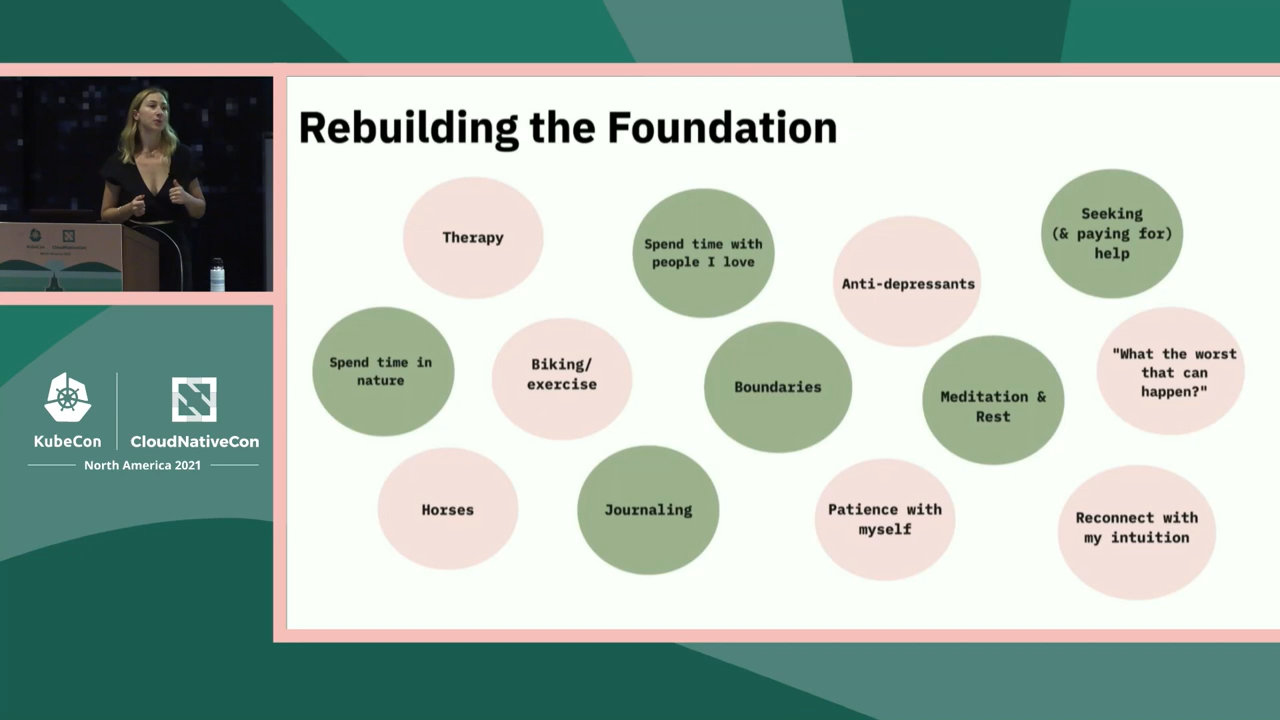 Rebuilding the Foundation
Therapy
Spend time with
people I love
Anti-depressants
Seeking
(& paying for)
help
Spend time in
nature
Biking/
exercise
Boundaries
Meditation &
Rest
"What the worst
that can
happen?"
Horses
Journaling
Patience with
myself
Reconnect with
my intuition
KubeCon
CloudNativeCon
KubeCon
CloudNativeCon
North America 2021